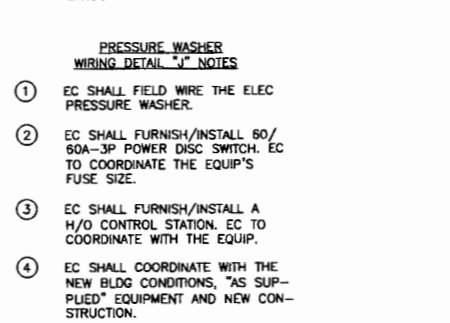 PRESSURE WASHER
WIRING DETAIL "J" NOTES
1 EC SHALL FIELD WIRE THE ELEC
PRESSURE WASHER.
2 EC SHALL FURNISH/INSTALL 60/
60A-3P POWER DISC SWITCH. EC
TO COORDINATE THE EQUIP'S
FUSE SIZE.
3 EC SHALL FURNISH/INSTALL A
H/O CONTROL STATION. EC TO
COORDINATE WITH THE EQUIP.
4 EC SHALL COORDINATE WITH THE
NEW BLDG CONDITIONS, "AS SUP-
PLIED" EQUIPMENT AND NEW CON-
STRUCTION.